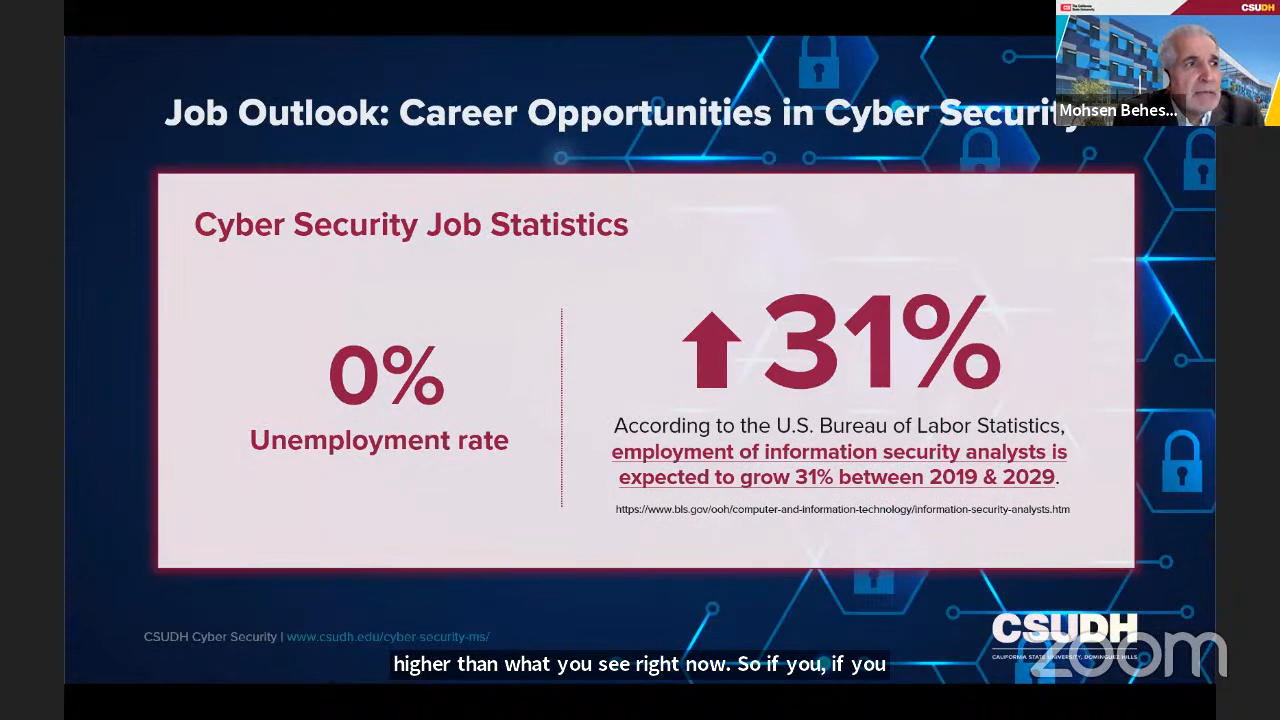 CSUDH
Job Outlook: Career Opportunities in Cyber Security
Mohsen Behes...
Cyber Security Job Statistics
0%
Unemployment rate
31%
According to the U.S. Bureau of Labor Statistics,
employment of information security analysts is
expected to grow 31% between 2019 & 2029.
https://www.bls.gov/ooh/computer-and-information-technology/information-security-analysts.htm
CSUDH Cyber Security | www.csudh.edu/cyber-security-ms/
CSUDH
CALIFORNIA STATE UNIVERSITY, DOMINGUEZ HILLS
zoom
higher than what you see right now. So if you, if you